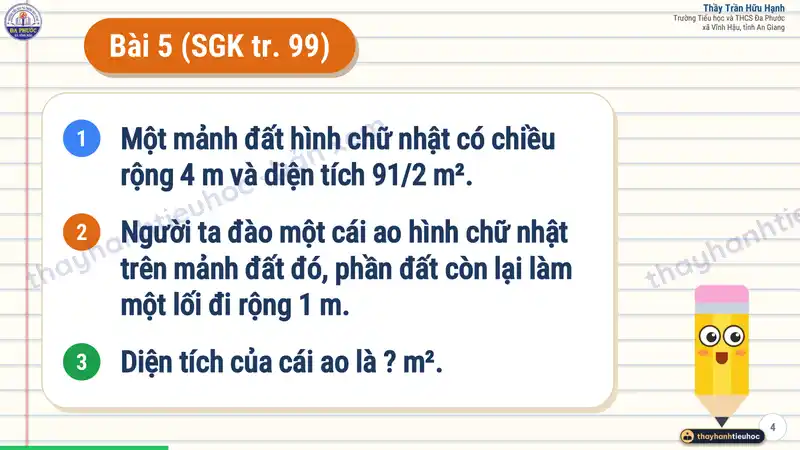 Thầy Trần Hữu Hạnh
Trường Tiểu học và THCS Đa Phước
xã Vĩnh Hậu, tỉnh An Giang
ĐA PHƯỚC
Bài 5 (SGK tr. 99)
1 Một mảnh đất hình chữ nhật có chiều
rộng 4 m và diện tích 91/2 m².
2 Người ta đào một cái ao hình chữ nhật
trên mảnh đất đó, phần đất còn lại làm
một lối đi rộng 1 m.
3 Diện tích của cái ao là ? m².
thayhanhtieuhoc
4